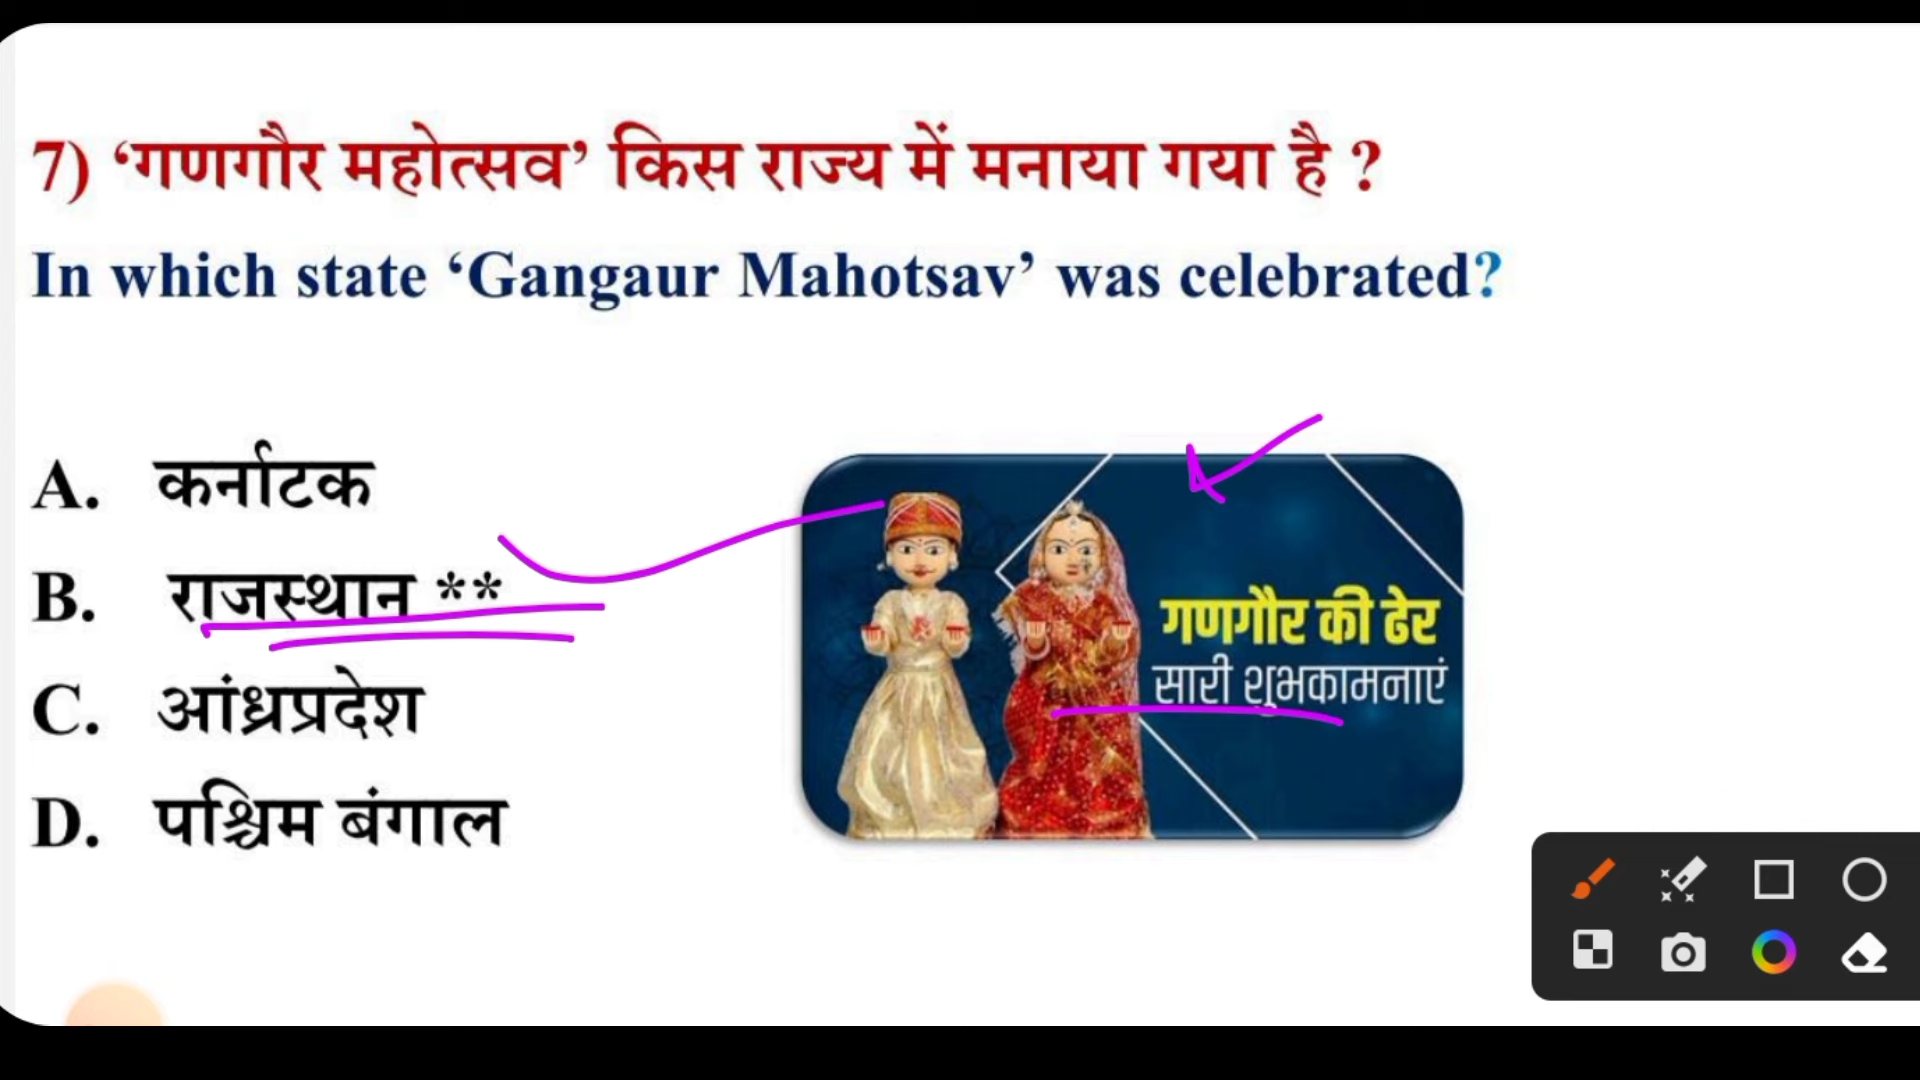 7) ‘गणगौर महोत्सव’ किस राज्य में मनाया गया है ?
In which state ‘Gangaur Mahotsav’ was celebrated?
A. कर्नाटक
B. राजस्थान **
C. आंध्रप्रदेश
D. पश्चिम बंगाल
गणगौर की ढेर
सारी शुभकामनाएं